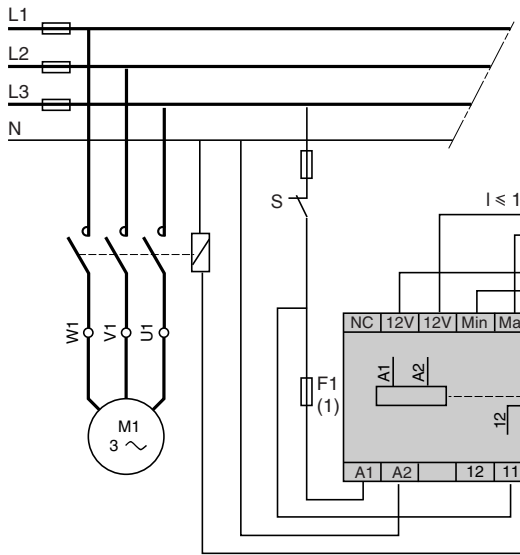 L1
L2
L3
N
S
I ⩽ 1
NC 12V 12V Min Ma
W1 V1 U1
F1
(1)
A1 A2
12
M1
3 ∼
A1 A2 12 11